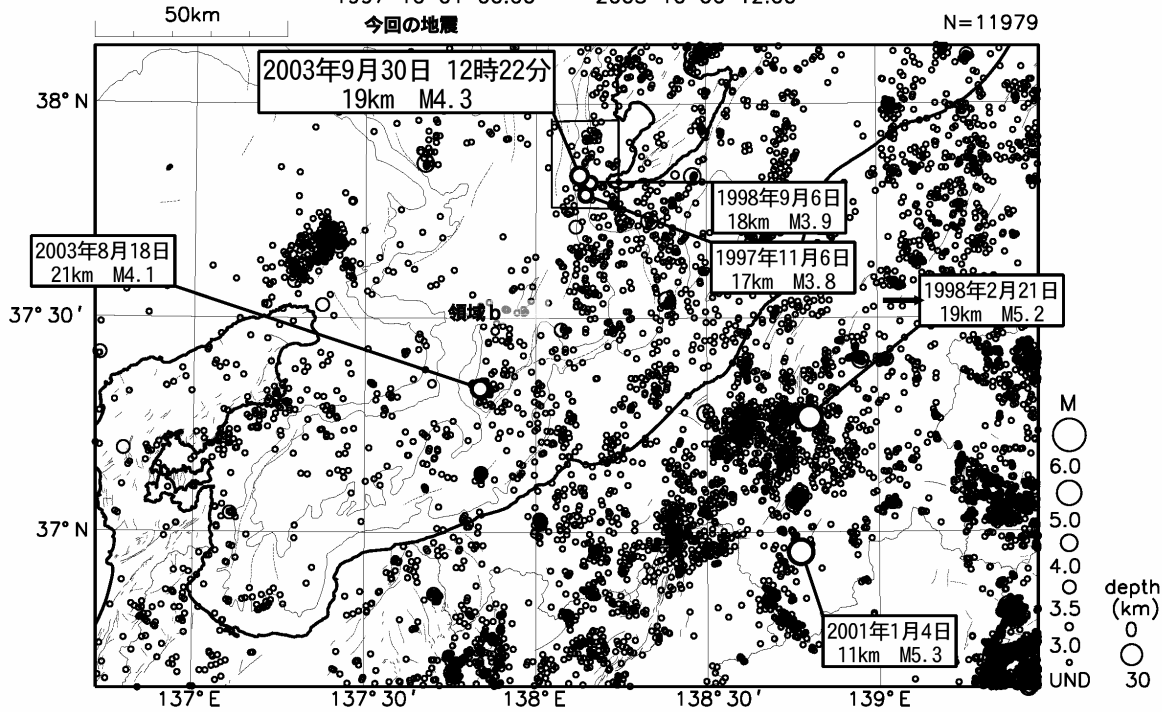 50km
今回の地震
N=11979
2003年9月30日 12時22分
19km M4.3
38°N
1998年9月6日
18km M3.9
2003年8月18日
21km M4.1
1997年11月6日
17km M3.8
1998年2月21日
19km M5.2
37°30′
領域b
M
6.0
5.0
4.0
3.5
3.0
UND
37°N
depth
(km)
0
30
2001年1月4日
11km M5.3
137°E
137°30′
138°E
138°30′
139°E